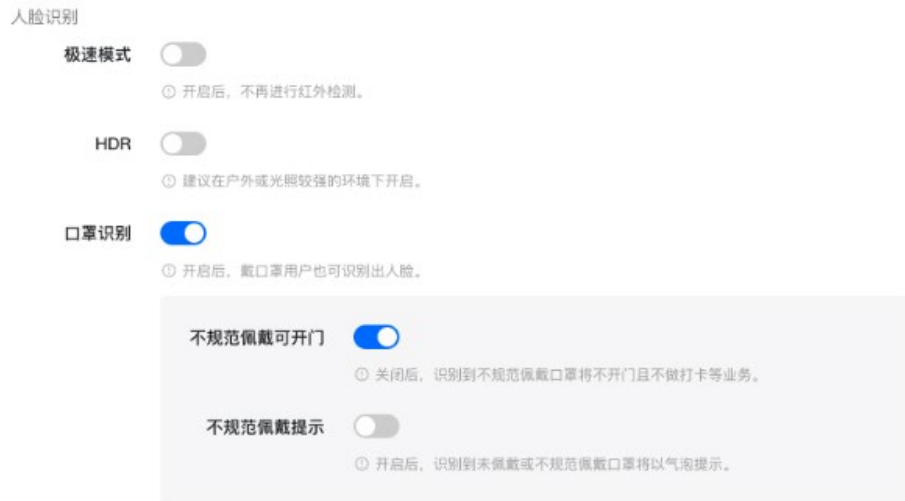 人脸识别
极速模式
开启后，不再进行红外检测。
HDR
建议在户外或光照较强的环境下开启。
口罩识别
开启后，戴口罩用户也可识别出人脸。
不规范佩戴可开门
关闭后，识别到不规范佩戴口罩将不开门且不做打卡等业务。
不规范佩戴提示
开启后，识别到未佩戴或不规范佩戴口罩将以气泡提示。